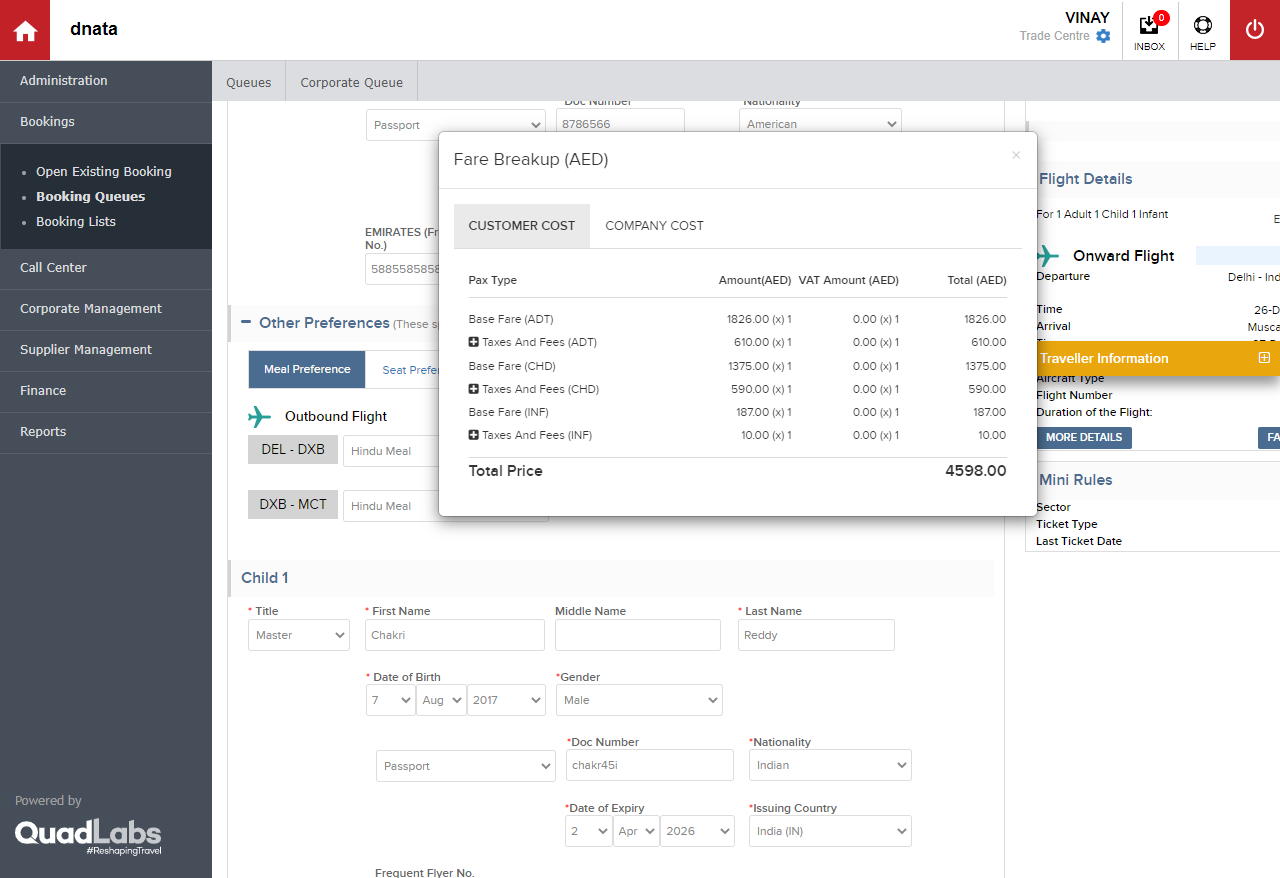 dnata
VINAY
Trade Centre
0
INBOX
HELP
Administration
Bookings
Open Existing Booking
Booking Queues
Booking Lists
Call Center
Corporate Management
Supplier Management
Finance
Reports
Powered by
QuadLabs
#ReshapingTravel
Queues
Corporate Queue
Doc Number
Nationality
Passport
8786566
American
EMIRATES (Fr
No.)
5885585858
Other Preferences (These s
Meal Preference
Seat Prefer
Outbound Flight
DEL - DXB
Hindu Meal
DXB - MCT
Hindu Meal
Fare Breakup (AED)
×
CUSTOMER COST
COMPANY COST
Pax Type Amount(AED) VAT Amount (AED) Total (AED)
Base Fare (ADT) 1826.00 (x) 1 0.00 (x) 1 1826.00
Taxes And Fees (ADT) 610.00 (x) 1 0.00 (x) 1 610.00
Base Fare (CHD) 1375.00 (x) 1 0.00 (x) 1 1375.00
Taxes And Fees (CHD) 590.00 (x) 1 0.00 (x) 1 590.00
Base Fare (INF) 187.00 (x) 1 0.00 (x) 1 187.00
Taxes And Fees (INF) 10.00 (x) 1 0.00 (x) 1 10.00
Total Price 4598.00
Child 1
* Title
* First Name
Middle Name
* Last Name
Master
Chakri
Reddy
* Date of Birth
*Gender
7
Aug
2017
Male
*Doc Number
*Nationality
Passport
chakr45i
Indian
*Date of Expiry
*Issuing Country
2
Apr
2026
India (IN)
Frequent Flyer No.
Flight Details
For 1 Adult 1 Child 1 Infant
E
Onward Flight
Departure Delhi - Ind
Time 26-D
Arrival Musca
Traveller Information
Aircraft Type
Flight Number
Duration of the Flight:
MORE DETAILS
FA
Mini Rules
Sector
Ticket Type
Last Ticket Date